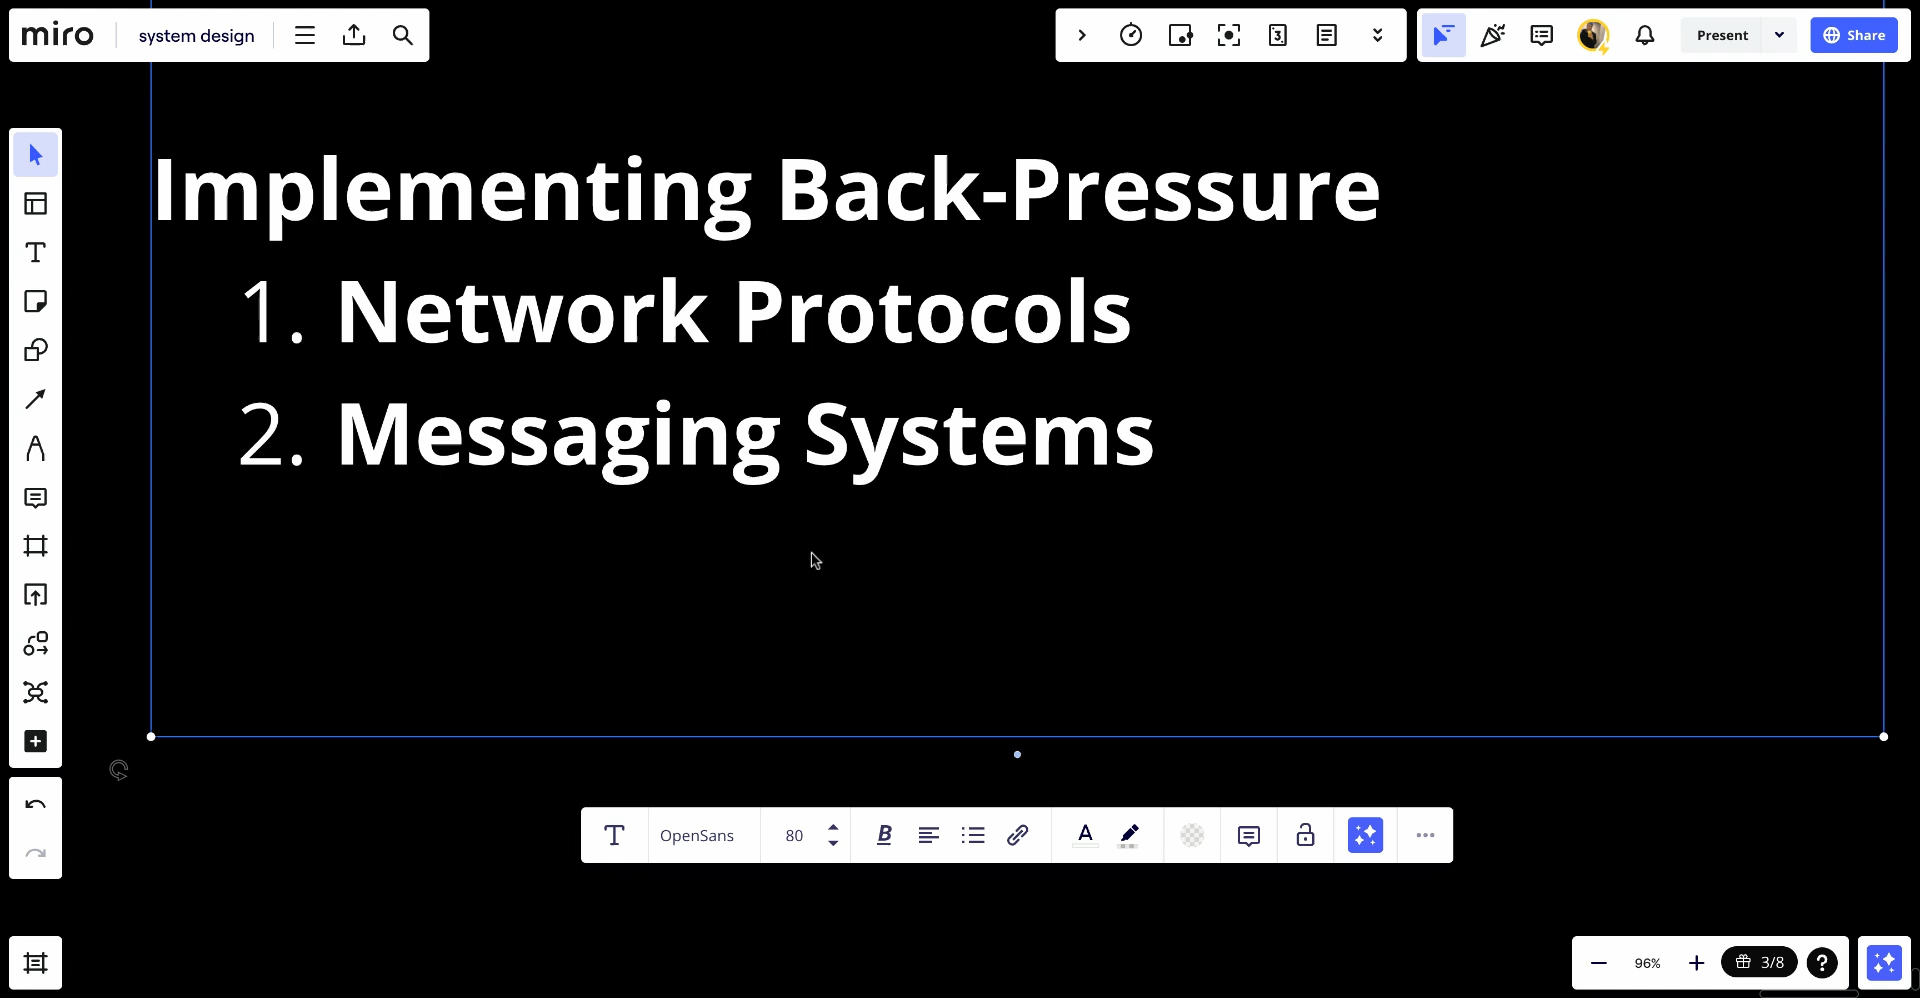 miro
system design
Present
Share
Implementing Back-Pressure
1. Network Protocols
2. Messaging Systems
T OpenSans 80 B A
96% 3/8 ?